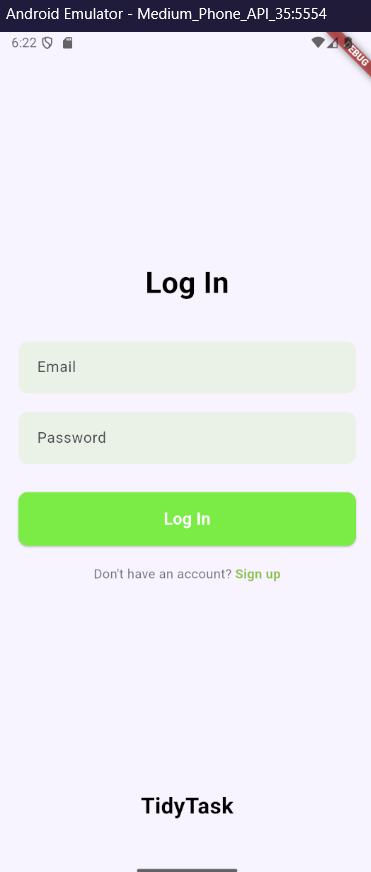 Android Emulator - Medium_Phone_API_35:5554
6:22
DEBUG
Log In
Email
Password
Log In
Don't have an account? Sign up
TidyTask